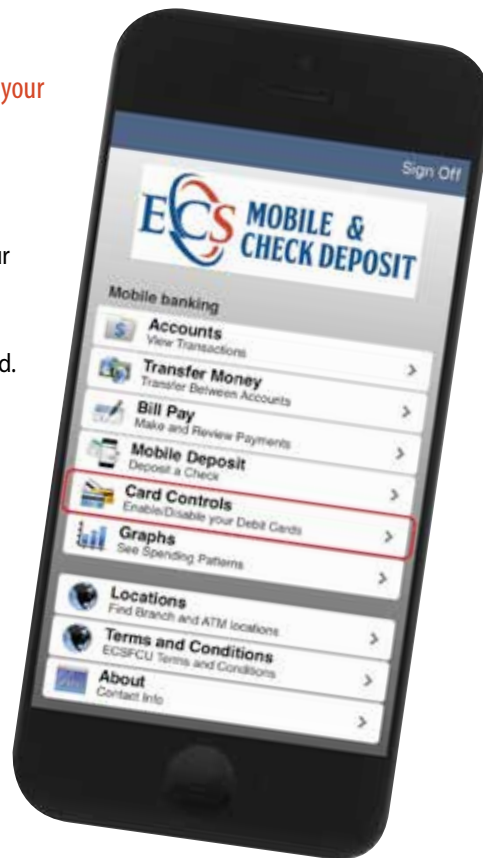 your
ur
d.
Sign Off
ECS MOBILE &
CHECK DEPOSIT
Mobile banking
Accounts
View Transactions
Transfer Money
Transfer Between Accounts
Bill Pay
Make and Review Payments
Mobile Deposit
Deposit a Check
Card Controls
Enable/Disable your Debit Cards
Graphs
See Spending Patterns
Locations
Find Branch and ATM locations
Terms and Conditions
ECSFCU Terms and Conditions
About
Contact Info